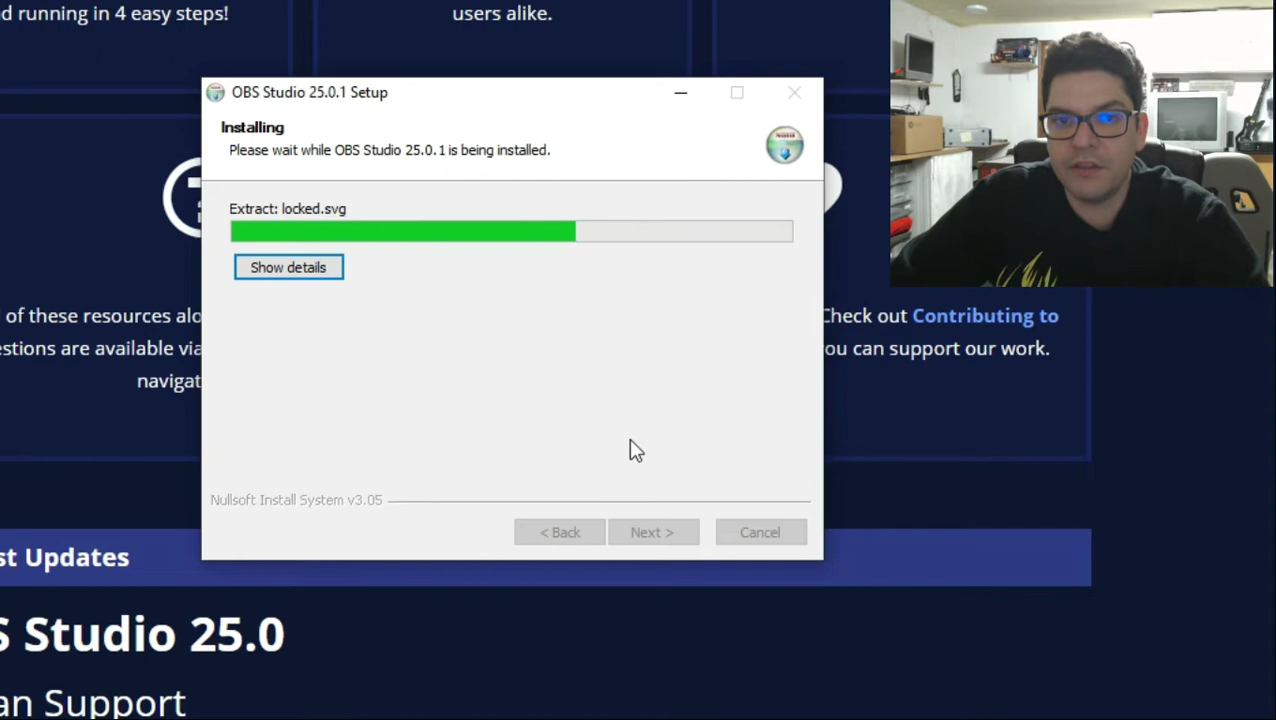 d running in 4 easy steps!
users alike.
OBS Studio 25.0.1 Setup
Installing
Please wait while OBS Studio 25.0.1 is being installed.
Extract: locked.svg
Show details
of these resources alo
Check out Contributing to
estions are available via
ou can support our work.
navigat
Nullsoft Install System v3.05
< Back
Next >
Cancel
st Updates
S Studio 25.0
an Support